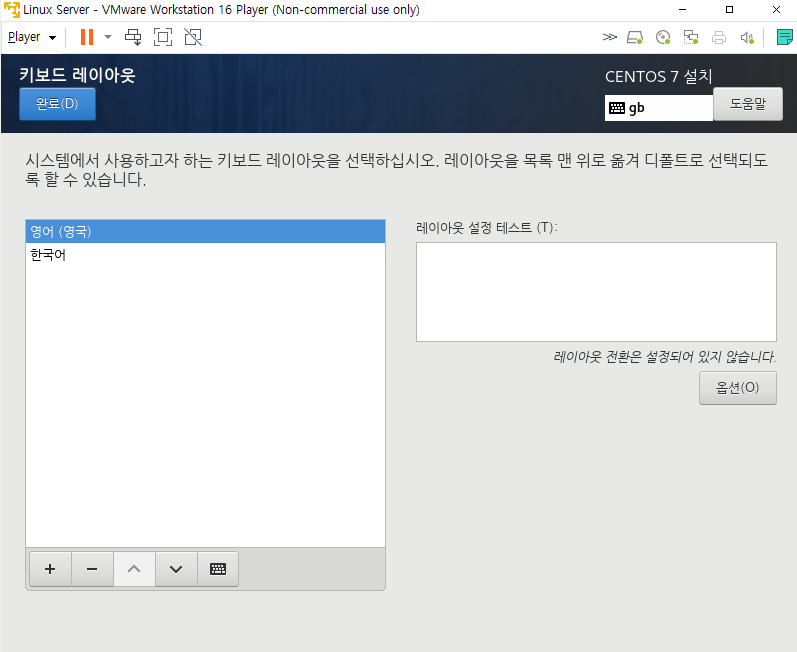 Linux Server - VMware Workstation 16 Player (Non-commercial use only)
Player
키보드 레이아웃
CENTOS 7 설치
완료(D)
gb
도움말
시스템에서 사용하고자 하는 키보드 레이아웃을 선택하십시오. 레이아웃을 목록 맨 위로 옮겨 디폴트로 선택되도
록 할 수 있습니다.
영어 (영국)
한국어
레이아웃 설정 테스트 (T):
레이아웃 전환은 설정되어 있지 않습니다.
옵션(O)